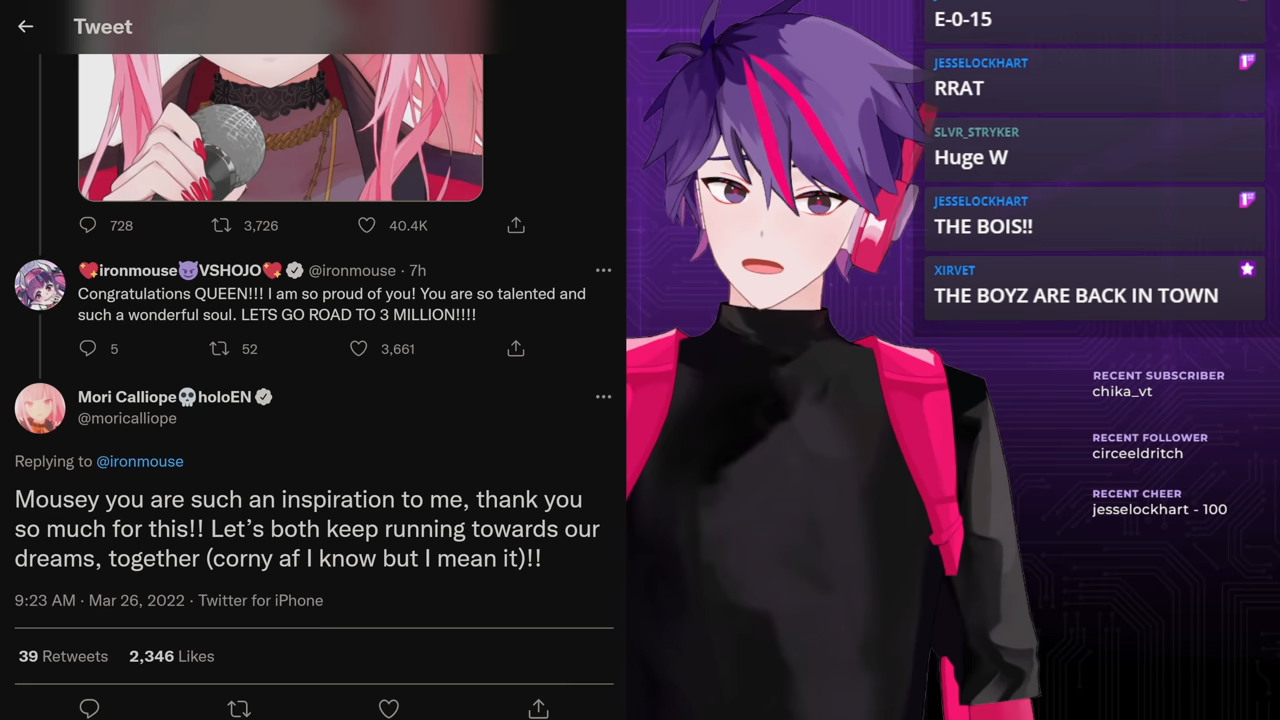 Tweet
728 3,726 40.4K
💖ironmouse😈VSHOJO💖 @ironmouse · 7h
Congratulations QUEEN!!! I am so proud of you! You are so talented and
such a wonderful soul. LETS GO ROAD TO 3 MILLION!!!!
5 52 3,661
Mori Calliope💀holoEN
@moricalliope
Replying to @ironmouse
Mousey you are such an inspiration to me, thank you
so much for this!! Let’s both keep running towards our
dreams, together (corny af I know but I mean it)!!
9:23 AM · Mar 26, 2022 · Twitter for iPhone
39 Retweets 2,346 Likes
E-0-15
JESSELOCKHART
RRAT
SLVR_STRYKER
Huge W
JESSELOCKHART
THE BOIS!!
XIRVET
THE BOYZ ARE BACK IN TOWN
RECENT SUBSCRIBER
chika_vt
RECENT FOLLOWER
circeeldritch
RECENT CHEER
jesselockhart - 100